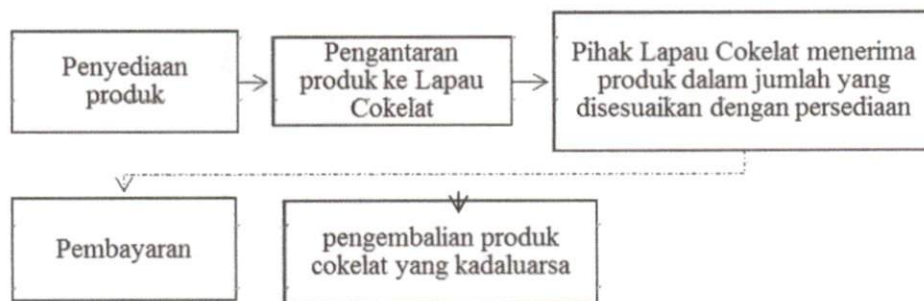 Penyediaan
produk
Pengantaran
produk ke Lapau
Cokelat
Pihak Lapau Cokelat menerima
produk dalam jumlah yang
disesuaikan dengan persediaan
Pembayaran
pengembalian produk
cokelat yang kadaluarsa